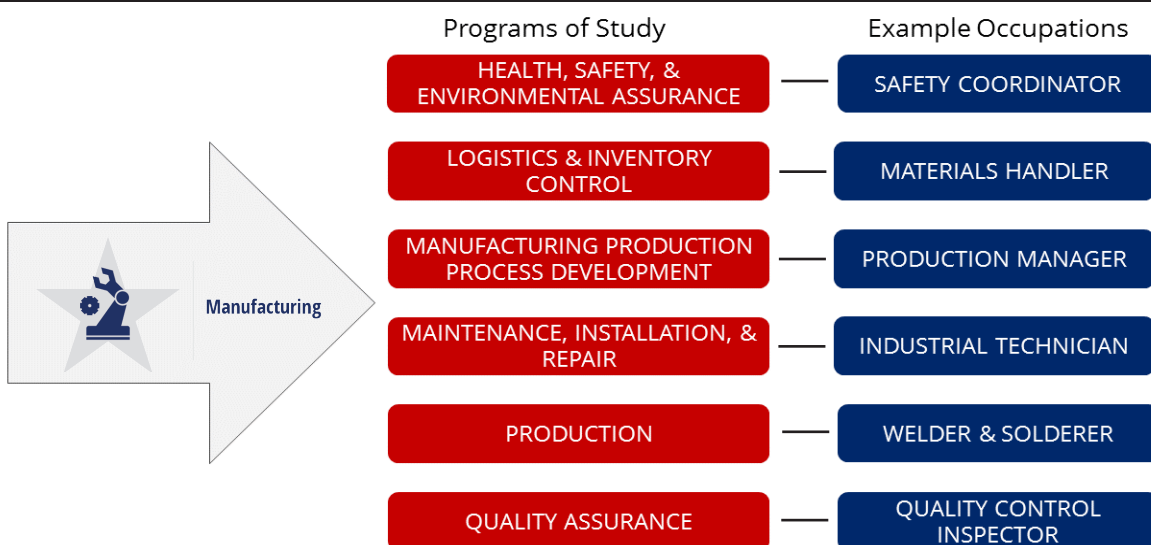 Programs of Study
Example Occupations
HEALTH, SAFETY, &
ENVIRONMENTAL ASSURANCE
SAFETY COORDINATOR
LOGISTICS & INVENTORY
CONTROL
MATERIALS HANDLER
MANUFACTURING PRODUCTION
PROCESS DEVELOPMENT
PRODUCTION MANAGER
Manufacturing
MAINTENANCE, INSTALLATION, &
REPAIR
INDUSTRIAL TECHNICIAN
PRODUCTION
WELDER & SOLDERER
QUALITY ASSURANCE
QUALITY CONTROL
INSPECTOR